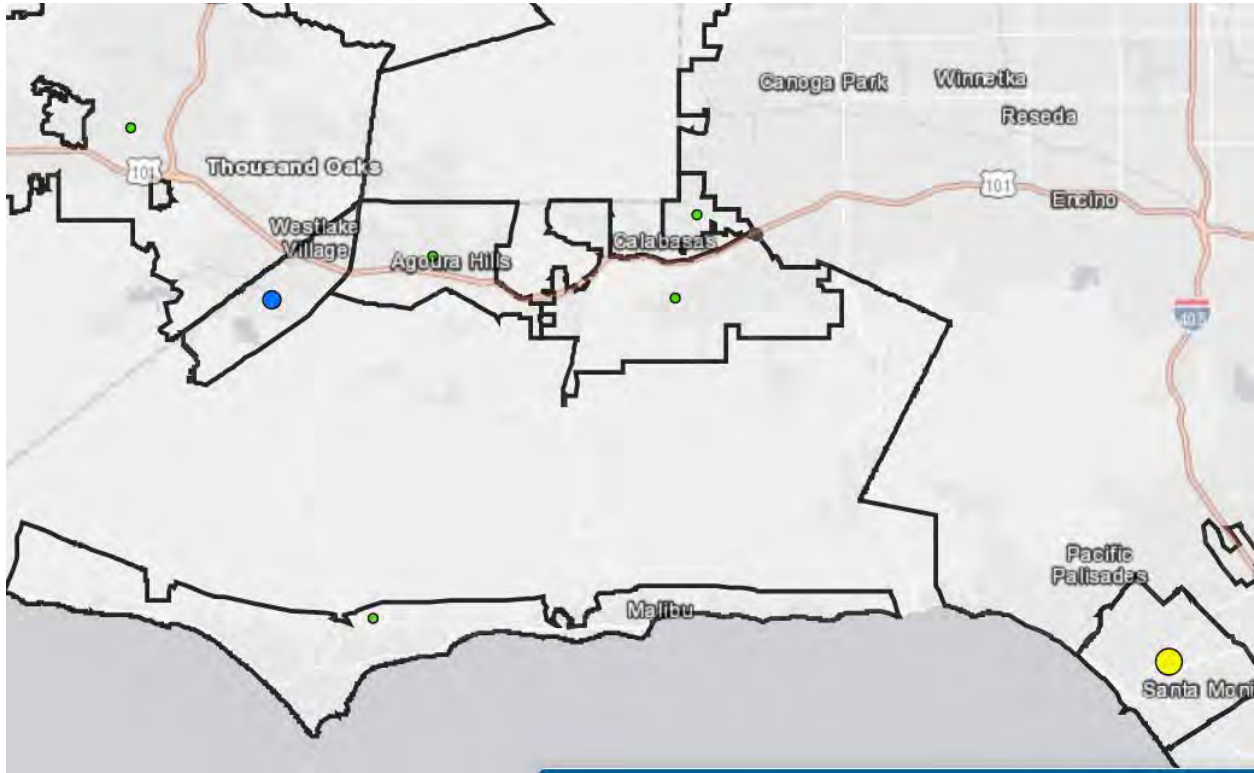 Canoga Park
Winnetka
Reseda
101
Thousand Oaks
101
Encino
Westlake
Village
Calabasas
Agoura Hills
405
Pacific
Palisades
Malibu
Santa Moni